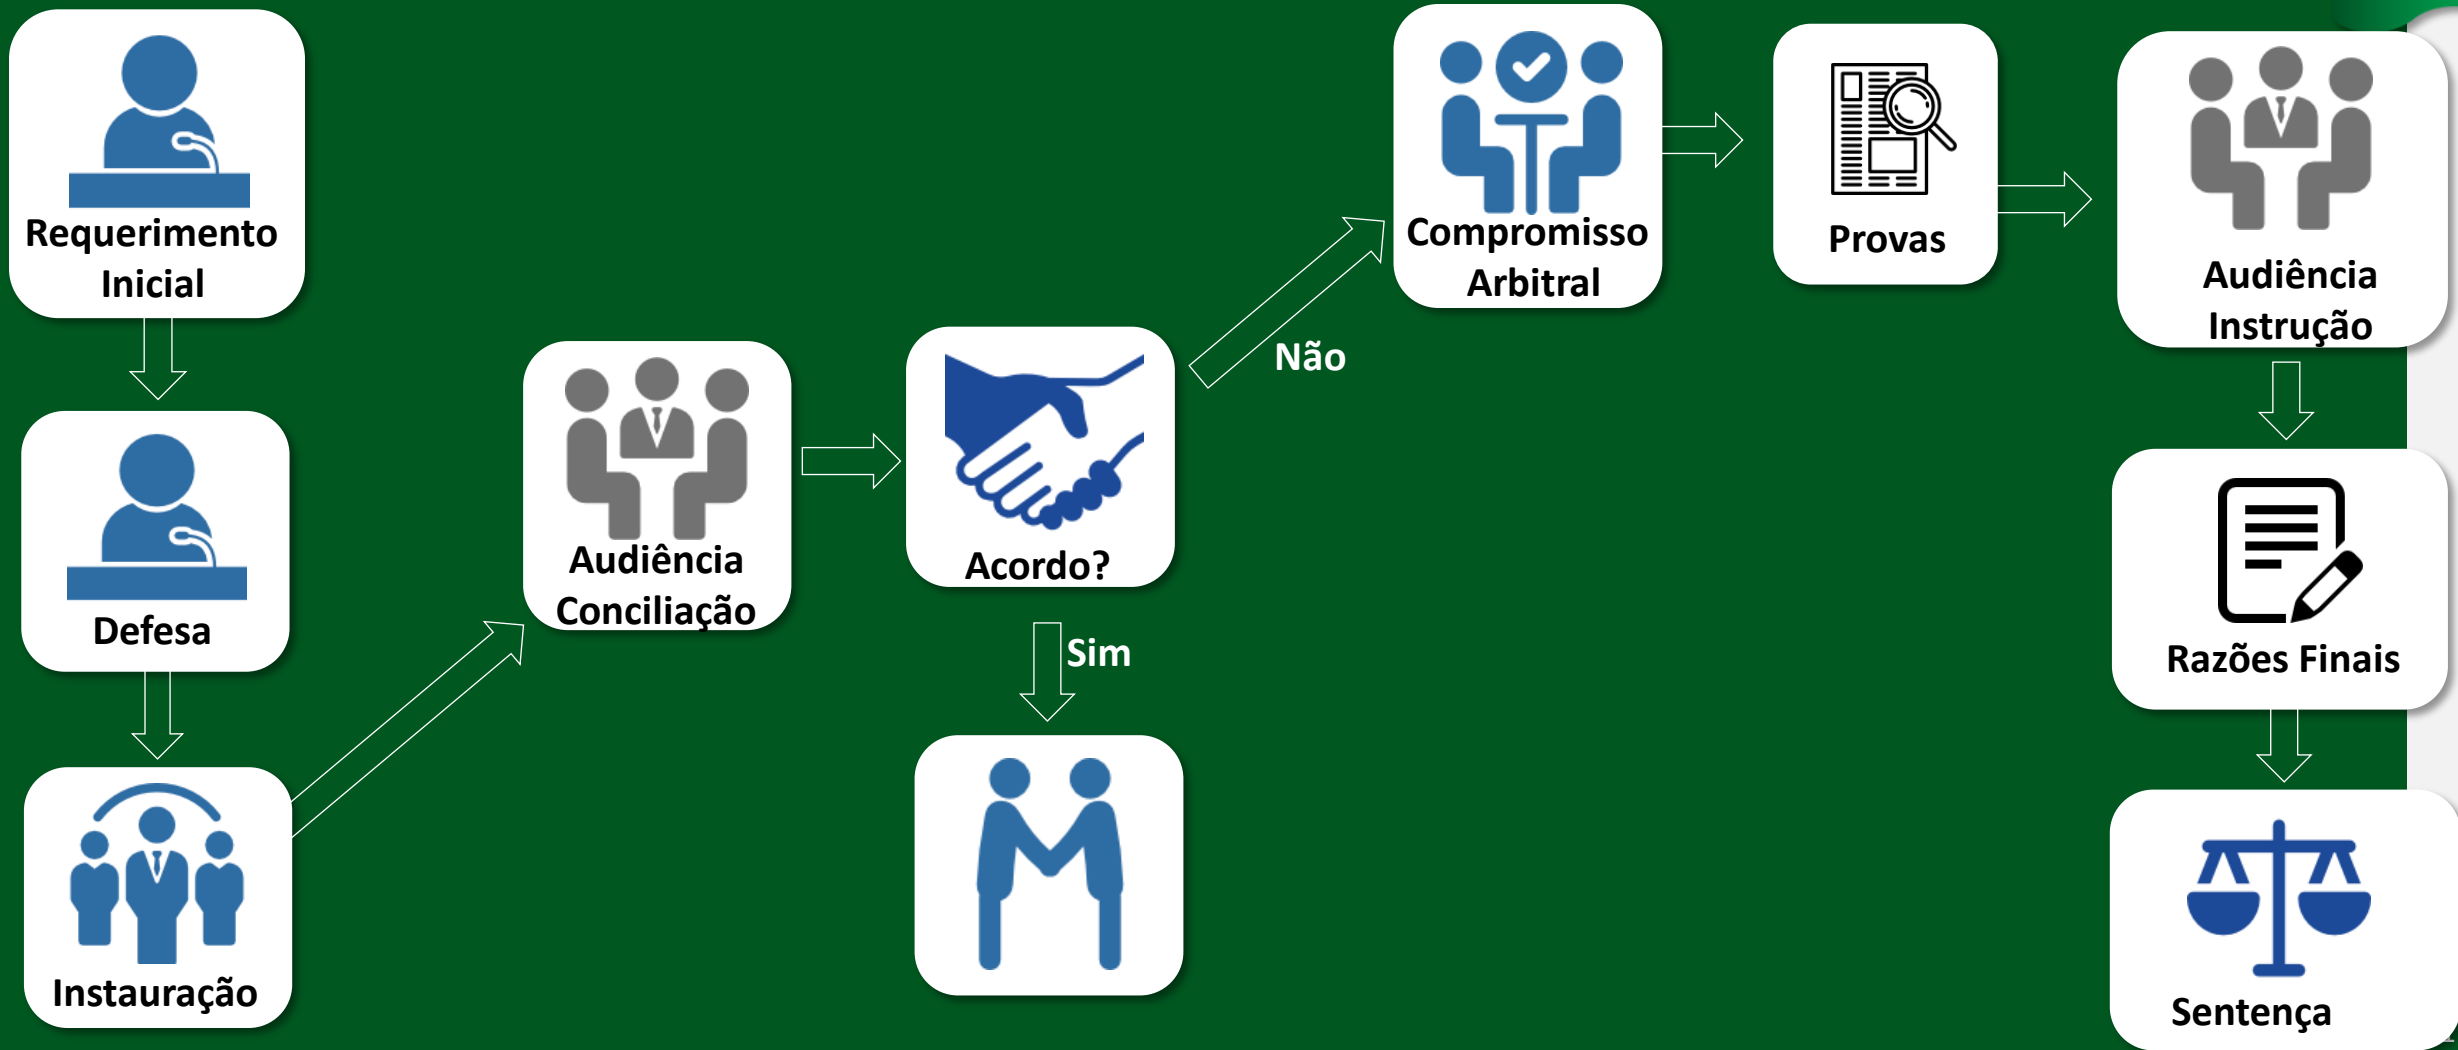 Requerimento
Inicial
Defesa
Instauração
Audiência
Conciliação
Acordo?
Sim
Não
Compromisso
Arbitral
Provas
Audiência
Instrução
Razões Finais
Sentença